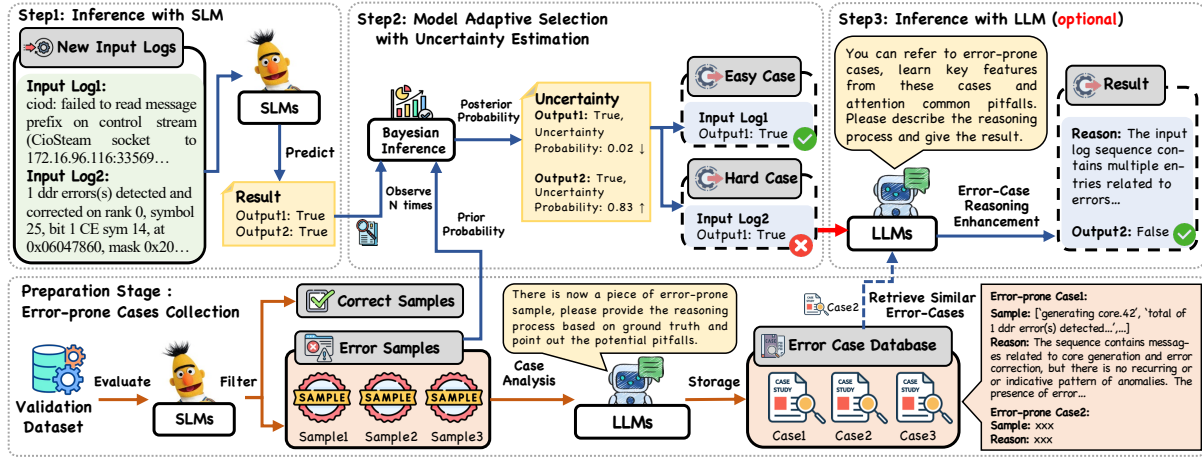 Step1: Inference with SLM
New Input Logs
Input Log1:
ciod: failed to read message
prefix on control stream
(CioSteam socket to
172.16.96.116:33569...
Input Log2:
1 ddr errors(s) detected and
corrected on rank 0, symbol
25, bit 1 CE sym 14, at
0x06047860, mask 0x20...
SLMs
Predict
Result
Output1: True
Output2: True
Step2: Model Adaptive Selection
with Uncertainty Estimation
Bayesian
Inference
Observe
N times
Prior
Probability
Posterior
Probability
Uncertainty
Output1: True,
Uncertainty
Probability: 0.02 ↓
Output2: True,
Uncertainty
Probability: 0.83 ↑
Easy Case
Input Log1
Output1: True
Hard Case
Input Log2
Output1: True
Step3: Inference with LLM (optional)
You can refer to error-prone
cases, learn key features
from these cases and
attention common pitfalls.
Please describe the reasoning
process and give the result.
LLMs
Error-Case
Reasoning
Enhancement
Result
Reason: The input
log sequence con-
tains multiple en-
tries related to
errors...
Output2: False
Preparation Stage :
Error-prone Cases Collection
Validation
Dataset
Evaluate
SLMs
Filter
Correct Samples
Error Samples
SAMPLE
SAMPLE
SAMPLE
Sample1
Sample2
Sample3
Case
Analysis
There is now a piece of error-prone
sample, please provide the reasoning
process based on ground truth and
point out the potential pitfalls.
LLMs
Storage
Case2
Retrieve Similar
Error-Cases
Error Case Database
CASE
STUDY
CASE
STUDY
CASE
STUDY
Case1
Case2
Case3
Error-prone Case1:
Sample: ['generating core.42', 'total of
1 ddr error(s) detected...',...]
Reason: The sequence contains messag-
es related to core generation and error
correction, but there is no recurring or
or indicative pattern of anomalies. The
presence of error...
Error-prone Case2:
Sample: xxx
Reason: xxx